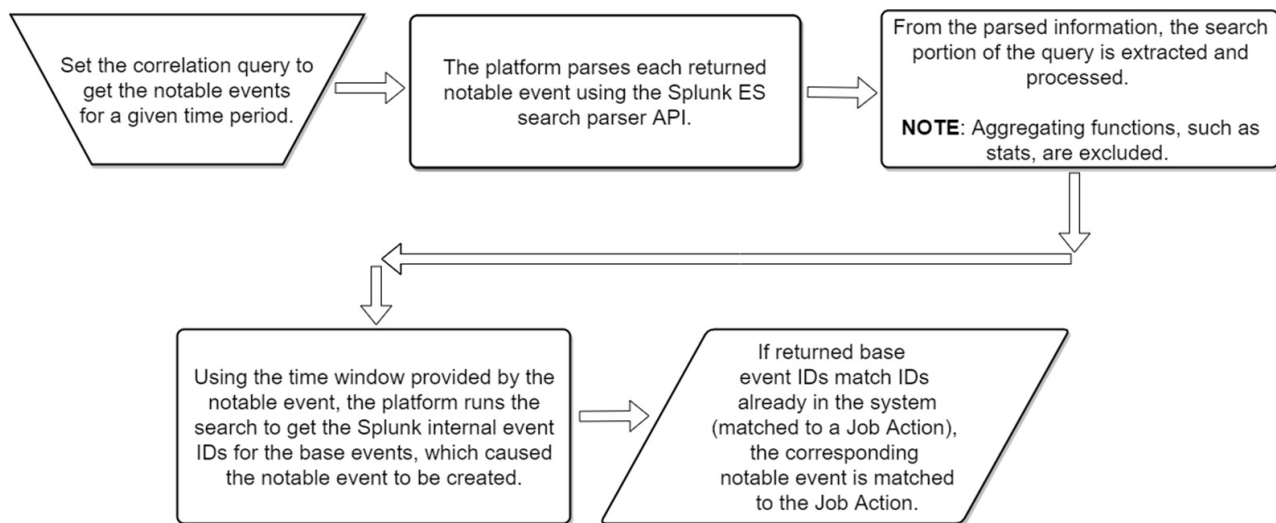 Set the correlation query to
get the notable events
for a given time period.
The platform parses each returned
notable event using the Splunk ES
search parser API.
From the parsed information, the search
portion of the query is extracted and
processed.
NOTE: Aggregating functions, such as
stats, are excluded.
Using the time window provided by the
notable event, the platform runs the
search to get the Splunk internal event
IDs for the base events, which caused
the notable event to be created.
If returned base
event IDs match IDs
already in the system
(matched to a Job Action),
the corresponding
notable event is matched
to the Job Action.